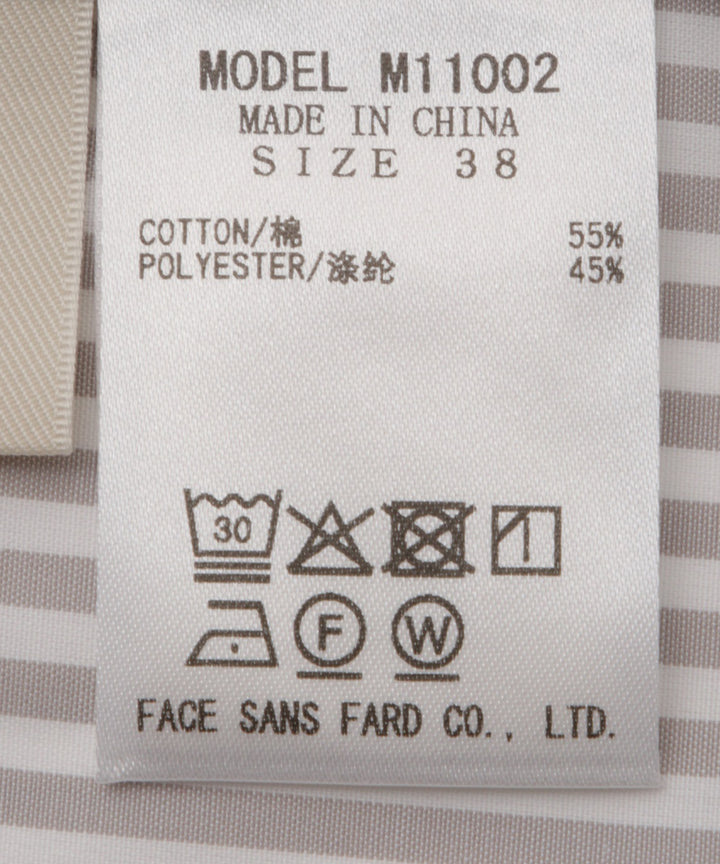 MODEL M11002
MADE IN CHINA
SIZE 38
COTTON/棉 55%
POLYESTER/涤纶 45%
30
F W
FACE SANS FARD CO., LTD.